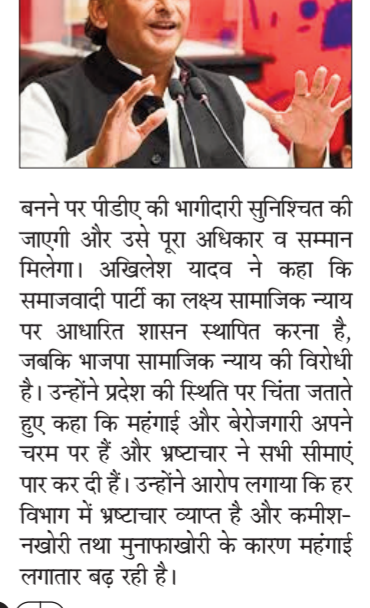 बनने पर पीडीए की भागीदारी सुनिश्चित की
जाएगी और उसे पूरा अधिकार व सम्मान
मिलेगा। अखिलेश यादव ने कहा कि
समाजवादी पार्टी का लक्ष्य सामाजिक न्याय
पर आधारित शासन स्थापित करना है,
जबकि भाजपा सामाजिक न्याय की विरोधी
है। उन्होंने प्रदेश की स्थिति पर चिंता जताते
हुए कहा कि महंगाई और बेरोजगारी अपने
चरम पर हैं और भ्रष्टाचार ने सभी सीमाएं
पार कर दी हैं। उन्होंने आरोप लगाया कि हर
विभाग में भ्रष्टाचार व्याप्त है और कमीश-
नखोरी तथा मुनाफाखोरी के कारण महंगाई
लगातार बढ़ रही है।